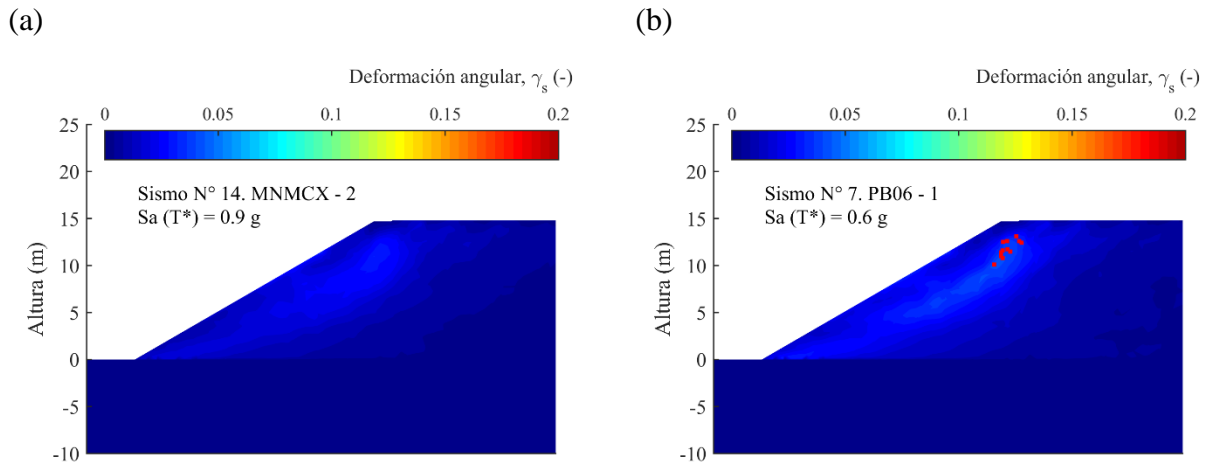 (a)
Deformación angular, γs (-)
0 0.05 0.1 0.15 0.2
25
20
15
10
5
0
-5
-10
Altura (m)
Sismo N° 14. MNMCX - 2
Sa (T*) = 0.9 g
(b)
Deformación angular, γs (-)
0 0.05 0.1 0.15 0.2
25
20
15
10
5
0
-5
-10
Altura (m)
Sismo N° 7. PB06 - 1
Sa (T*) = 0.6 g